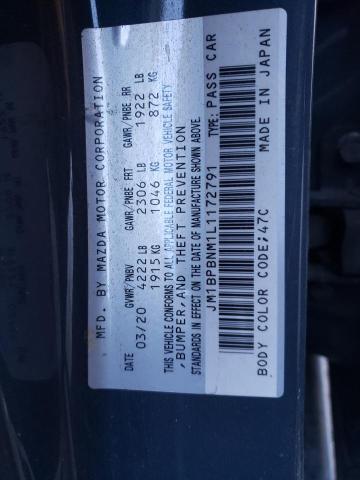 MFD. BY MAZDA MOTOR CORPORATION
DATE GVWR/PNBV GAWR/PNBE FRT GAWR/PNBE RR
03/20 4222 LB 2306 LB 1922 LB
1915 KG 1046 KG 872 KG
THIS VEHICLE CONFORMS TO ALL APPLICABLE FEDERAL MOTOR VEHICLE SAFETY
,BUMPER,AND THEFT PREVENTION
STANDARDS IN EFFECT ON THE DATE OF MANUFACTURE SHOWN ABOVE.
JM1BPBNM1L1172791 TYPE: PASS CAR
BODY COLOR CODE;47C MADE IN JAPAN